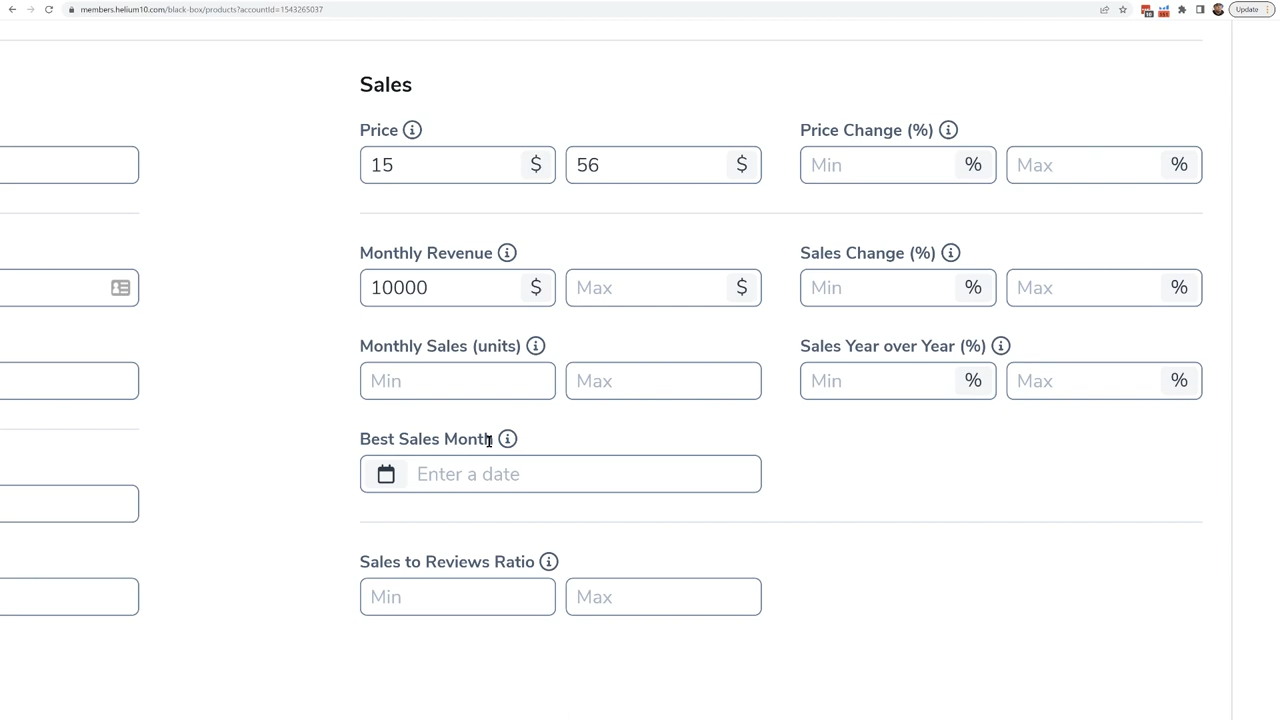 members.helium10.com/black-box/products?accountId=1543265037
Update
Sales
Price
Price Change (%)
15 $ 56 $
Min % Max %
Monthly Revenue
Sales Change (%)
10000 $ Max $
Min % Max %
Monthly Sales (units)
Sales Year over Year (%)
Min Max
Min % Max %
Best Sales Month
Enter a date
Sales to Reviews Ratio
Min Max